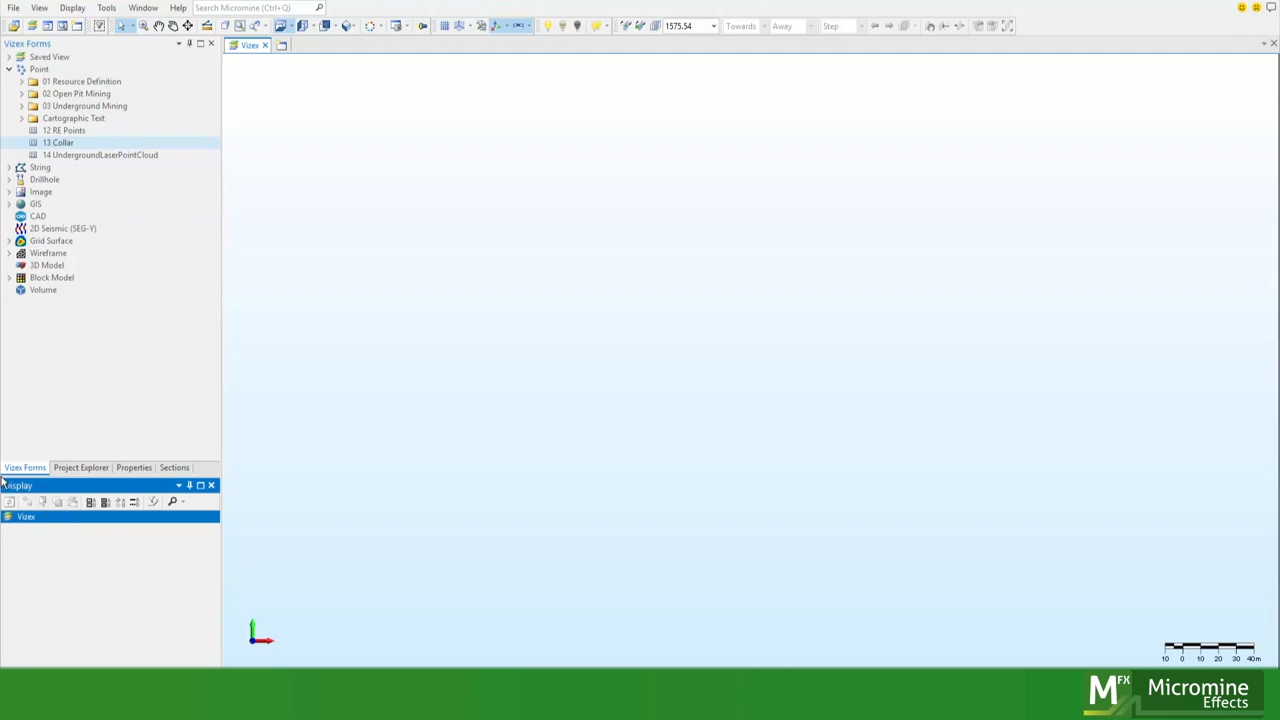 File View Display Tools Window Help Search Micromine (Ctrl+Q)
1575.54 Towards Away Step
Vizex Forms
Vizex
Saved View
Point
01 Resource Definition
02 Open Pit Mining
03 Underground Mining
Cartographic Text
12 RE Points
13 Collar
14 UndergroundLaserPointCloud
String
Drillhole
Image
GIS
CAD
2D Seismic (SEG-Y)
Grid Surface
Wireframe
3D Model
Block Model
Volume
Vizex Forms Project Explorer Properties Sections
Display
Vizex
10 0 10 20 30 40m
MFX Micromine
Effects